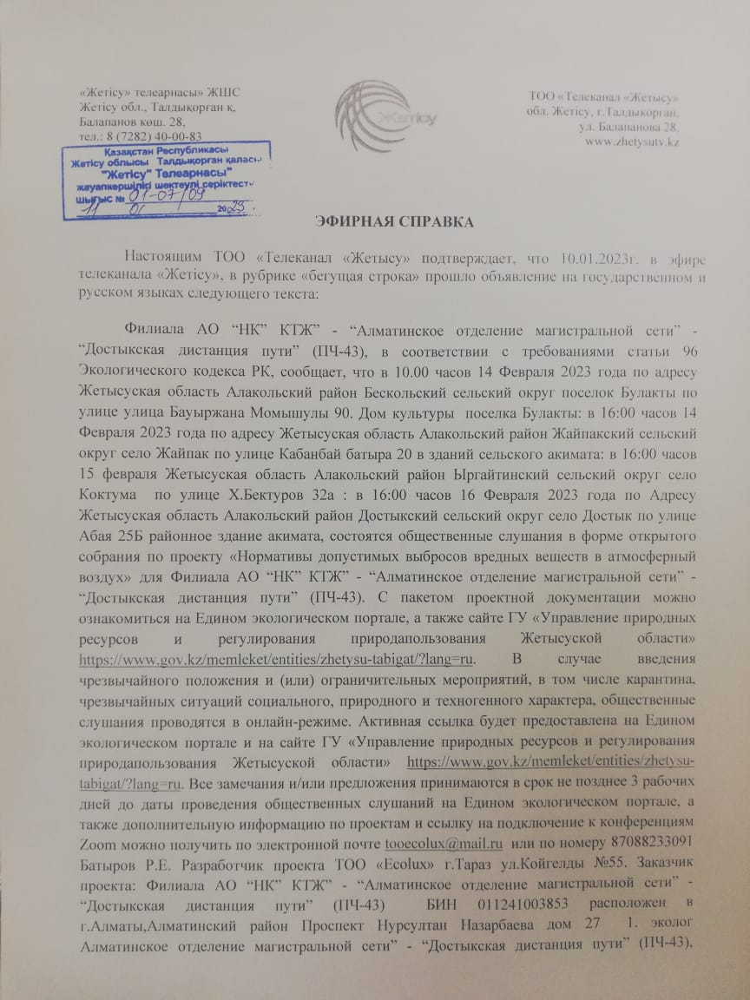 «Жетісу» телеарнасы» ЖШС
Жетісу обл., Талдықорған қ,
Балапанов көш. 28,
тел.: 8 (7282) 40-00-83
Жетісу
ТОО «Телеканал «Жетысу»
обл. Жетісу, г.Талдыкорган,
ул. Балапанова 28,
www.zhetysutv.kz
Қазақстан Республикасы
Жетісу облысы Талдықорған қаласы
"Жетісу" Телеарнасы"
жауапкершілігі шектеулі серіктест
шығыс № 01-07/09
11 01 2023.
ЭФИРНАЯ СПРАВКА
Настоящим ТОО «Телеканал «Жетысу» подтверждает, что 10.01.2023г. в эфире
телеканала «Жетісу», в рубрике «бегущая строка» прошло объявление на государственном и
русском языках следующего текста:
Филиала АО “НК” КТЖ” - “Алматинское отделение магистральной сети” -
“Достыкская дистанция пути” (ПЧ-43), в соответствии с требованиями статьи 96
Экологического кодекса РК, сообщает, что в 10.00 часов 14 Февраля 2023 года по адресу
Жетысуская область Алакольский район Бескольский сельский округ поселок Булакты по
улице улица Бауыржана Момышулы 90. Дом культуры поселка Булакты: в 16:00 часов 14
Февраля 2023 года по адресу Жетысуская область Алакольский район Жайпакский сельский
округ село Жайпак по улице Кабанбай батыра 20 в зданий сельского акимата: в 16:00 часов
15 февраля Жетысуская область Алакольский район Ыргайтинский сельский округ село
Коктума по улице Х.Бектуров 32а : в 16:00 часов 16 Февраля 2023 года по Адресу
Жетысуская область Алакольский район Достыкский сельский округ село Достык по улице
Абая 25Б районное здание акимата, состоятся общественные слушания в форме открытого
собрания по проекту «Нормативы допустимых выбросов вредных веществ в атмосферный
воздух» для Филиала АО “НК” КТЖ” - “Алматинское отделение магистральной сети” -
“Достыкская дистанция пути” (ПЧ-43). С пакетом проектной документации можно
ознакомиться на Едином экологическом портале, а также сайте ГУ «Управление природных
ресурсов и регулирования природапользования Жетысуской области»
https://www.gov.kz/memleket/entities/zhetysu-tabigat/?lang=ru. В случае введения
чрезвычайного положения и (или) ограничительных мероприятий, в том числе карантина,
чрезвычайных ситуаций социального, природного и техногенного характера, общественные
слушания проводятся в онлайн-режиме. Активная ссылка будет предоставлена на Едином
экологическом портале и на сайте ГУ «Управление природных ресурсов и регулирования
природапользования Жетысуской области» https://www.gov.kz/memleket/entities/zhetysu-
tabigat/?lang=ru. Все замечания и/или предложения принимаются в срок не позднее 3 рабочих
дней до даты проведения общественных слушаний на Едином экологическом портале, а
также дополнительную информацию по проектам и ссылку на подключение к конференциям
Zoom можно получить по электронной почте tooecolux@mail.ru или по номеру 87088233091
Батыров Р.Е. Разработчик проекта ТОО «Ecolux» г.Тараз ул.Койгелды №55. Заказчик
проекта: Филиала АО “НК” КТЖ” - “Алматинское отделение магистральной сети” -
“Достыкская дистанция пути” (ПЧ-43) БИН 011241003853 расположен в
г.Алматы,Алматинский район Проспект Нурсултан Назарбаева дом 27 1. эколог
Алматинское отделение магистральной сети” - “Достыкская дистанция пути” (ПЧ-43),